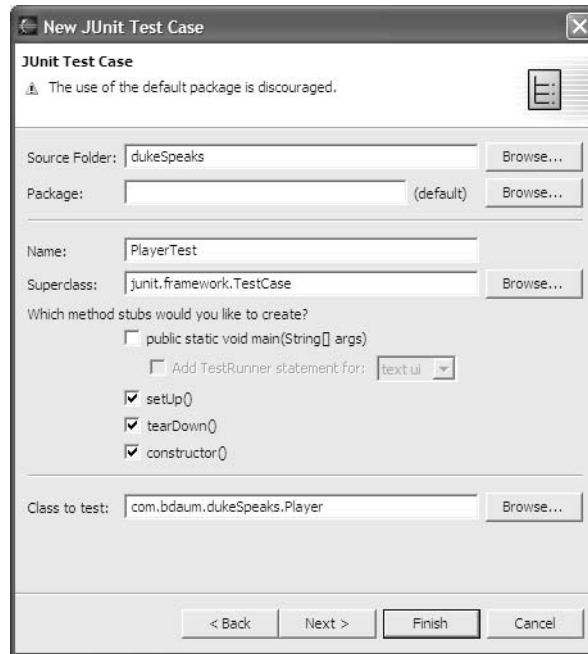 New JUnit Test Case
JUnit Test Case
The use of the default package is discouraged.
Source Folder: dukeSpeaks Browse...
Package: (default) Browse...
Name: PlayerTest
Superclass: junit.framework.TestCase Browse...
Which method stubs would you like to create?
public static void main(String[] args)
Add TestRunner statement for: text ui
setUp()
tearDown()
constructor()
Class to test: com.bdaum.dukeSpeaks.Player Browse...
< Back Next > Finish Cancel